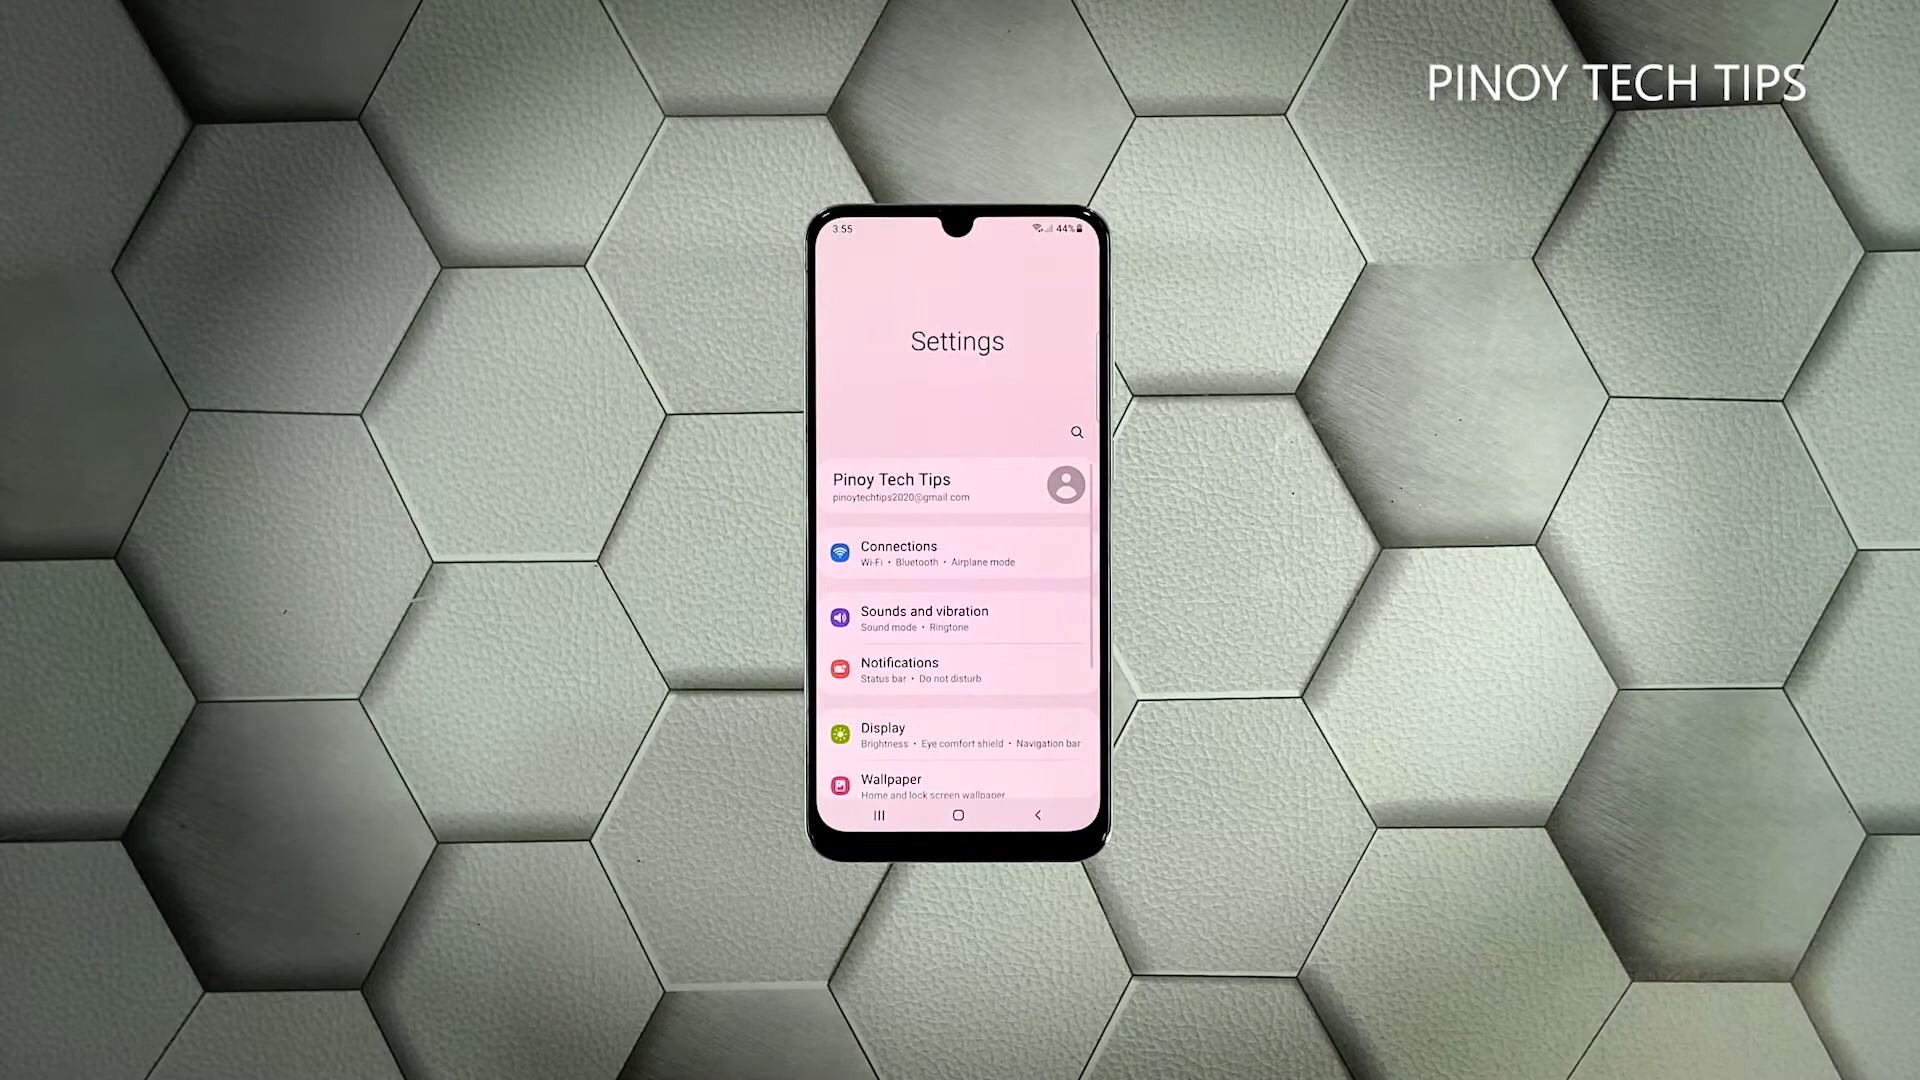 PINOY TECH TIPS
3:55
44%
Settings
Pinoy Tech Tips
pinoytechtips2020@gmail.com
Connections
Wi-Fi • Bluetooth • Airplane mode
Sounds and vibration
Sound mode • Ringtone
Notifications
Status bar • Do not disturb
Display
Brightness • Eye comfort shield • Navigation bar
Wallpaper
Home and lock screen wallpaper